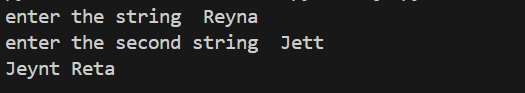 enter the string  Reyna
enter the second string  Jett
Jeynt Reta